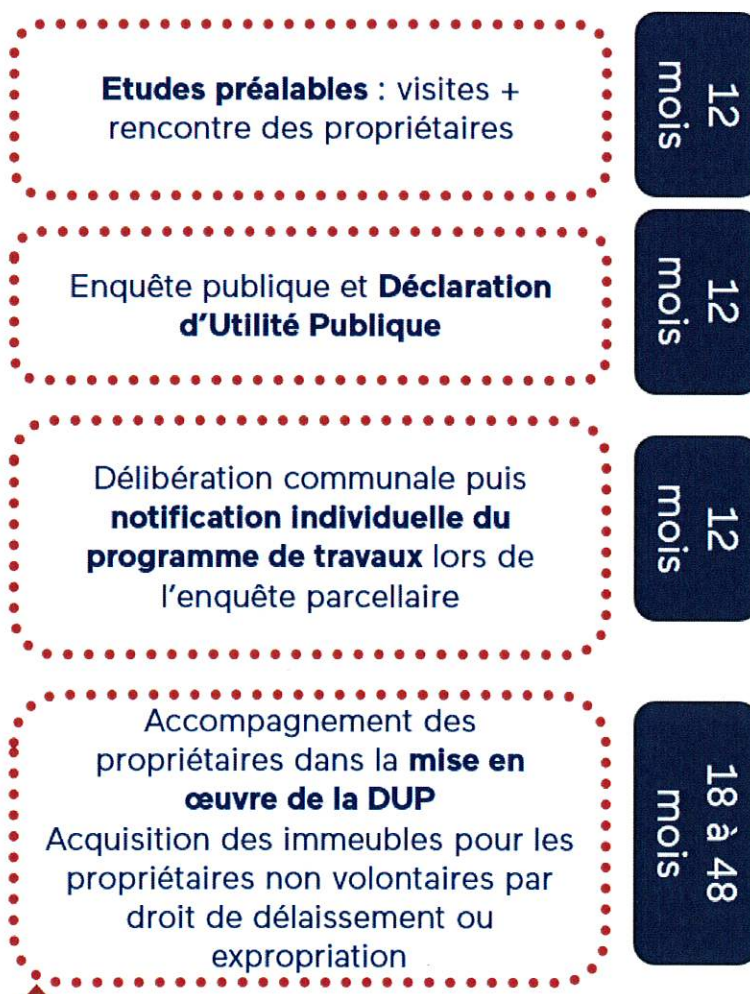 Etudes préalables : visites +
rencontre des propriétaires
12
mois
Enquête publique et Déclaration
d'Utilité Publique
12
mois
Délibération communale puis
notification individuelle du
programme de travaux lors de
l'enquête parcellaire
12
mois
Accompagnement des
propriétaires dans la mise en
œuvre de la DUP
Acquisition des immeubles pour les
propriétaires non volontaires par
droit de délaissement ou
expropriation
18 à 48
mois